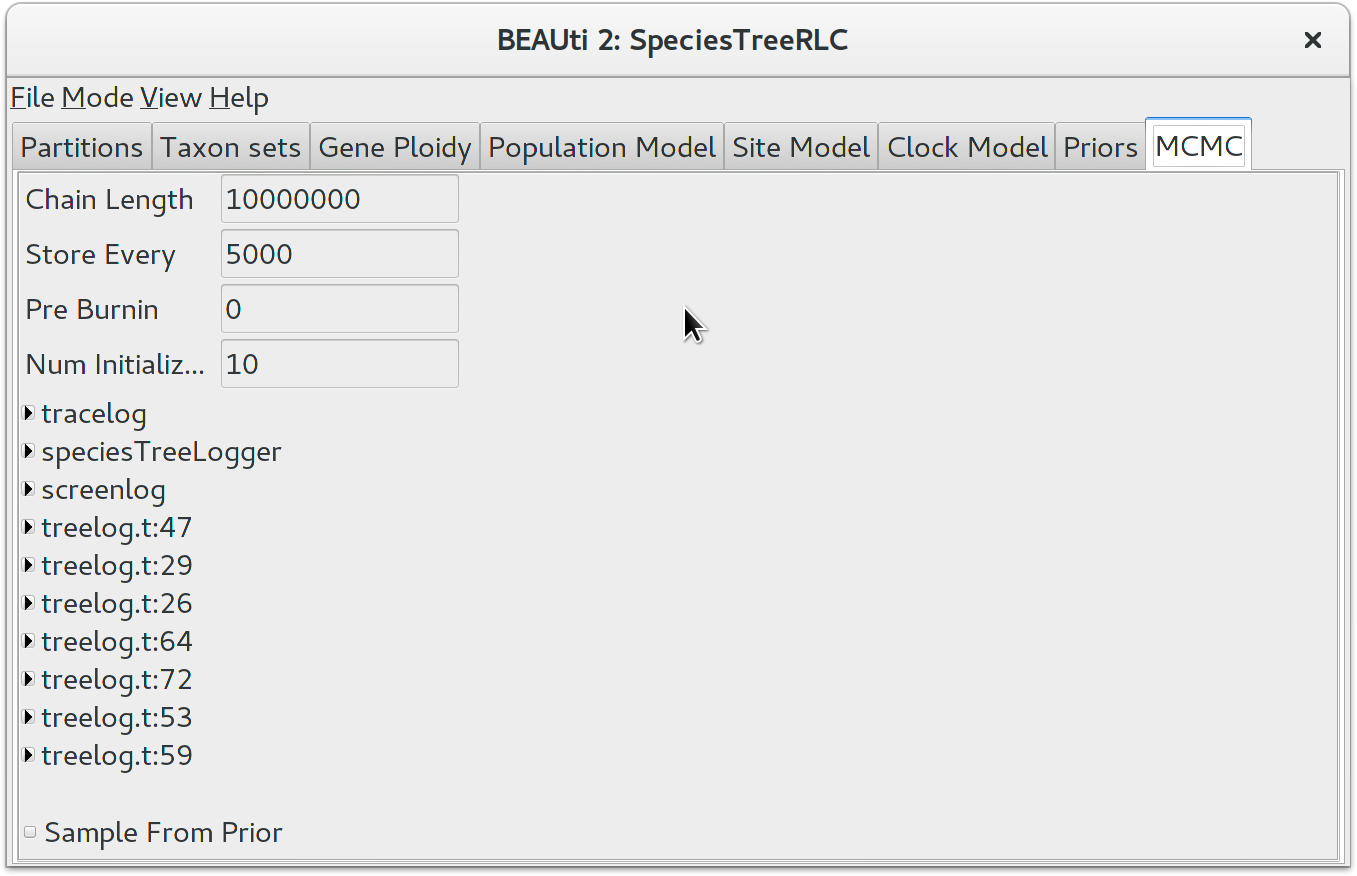 BEAUti 2: SpeciesTreeRLC
File Mode View Help
Partitions Taxon sets Gene Ploidy Population Model Site Model Clock Model Priors MCMC
Chain Length 10000000
Store Every 5000
Pre Burnin 0
Num Initializ... 10
tracelog
speciesTreeLogger
screenlog
treelog.t:47
treelog.t:29
treelog.t:26
treelog.t:64
treelog.t:72
treelog.t:53
treelog.t:59
Sample From Prior